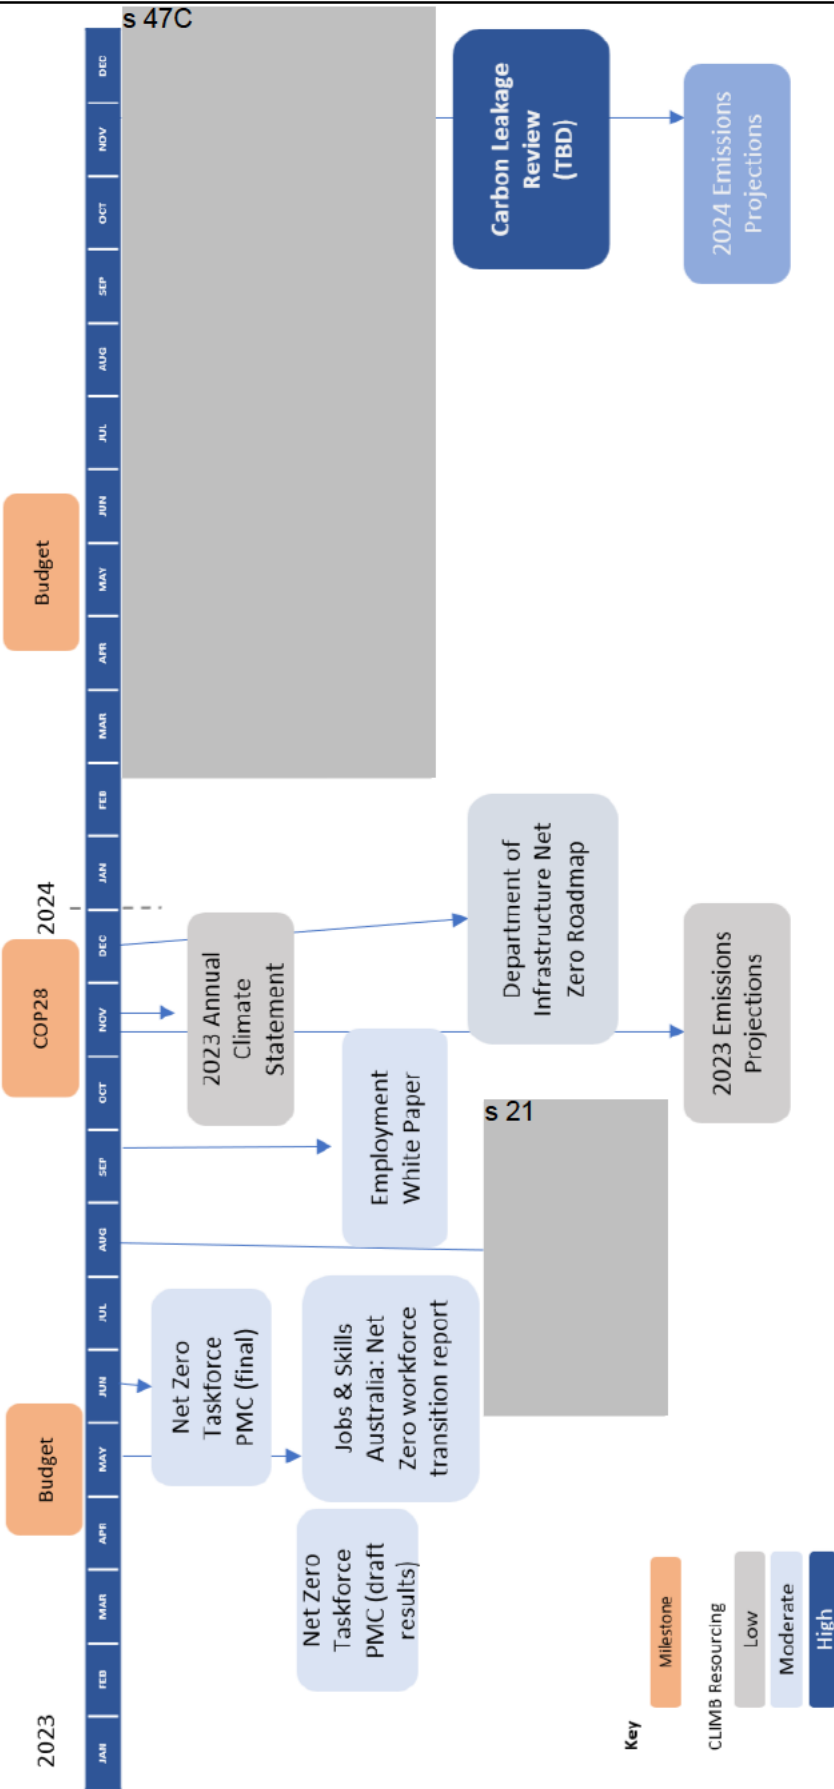 s 47C
2023
2024
Budget
COP28
Budget
JAN
FEB
MAR
APR
MAY
JUN
JUL
AUG
SEP
OCT
NOV
DEC
JAN
FEB
MAR
APR
MAY
JUN
JUL
AUG
SEP
OCT
NOV
DEC
Net Zero
Taskforce
PMC (final)
2023 Annual
Climate
Statement
Net Zero
Taskforce
PMC (draft
results)
Jobs & Skills
Australia: Net
Zero workforce
transition report
Employment
White Paper
Department of
Infrastructure Net
Zero Roadmap
Carbon Leakage
Review
(TBD)
s 21
2023 Emissions
Projections
2024 Emissions
Projections
Key
Milestone
CLIMB Resourcing
Low
Moderate
High